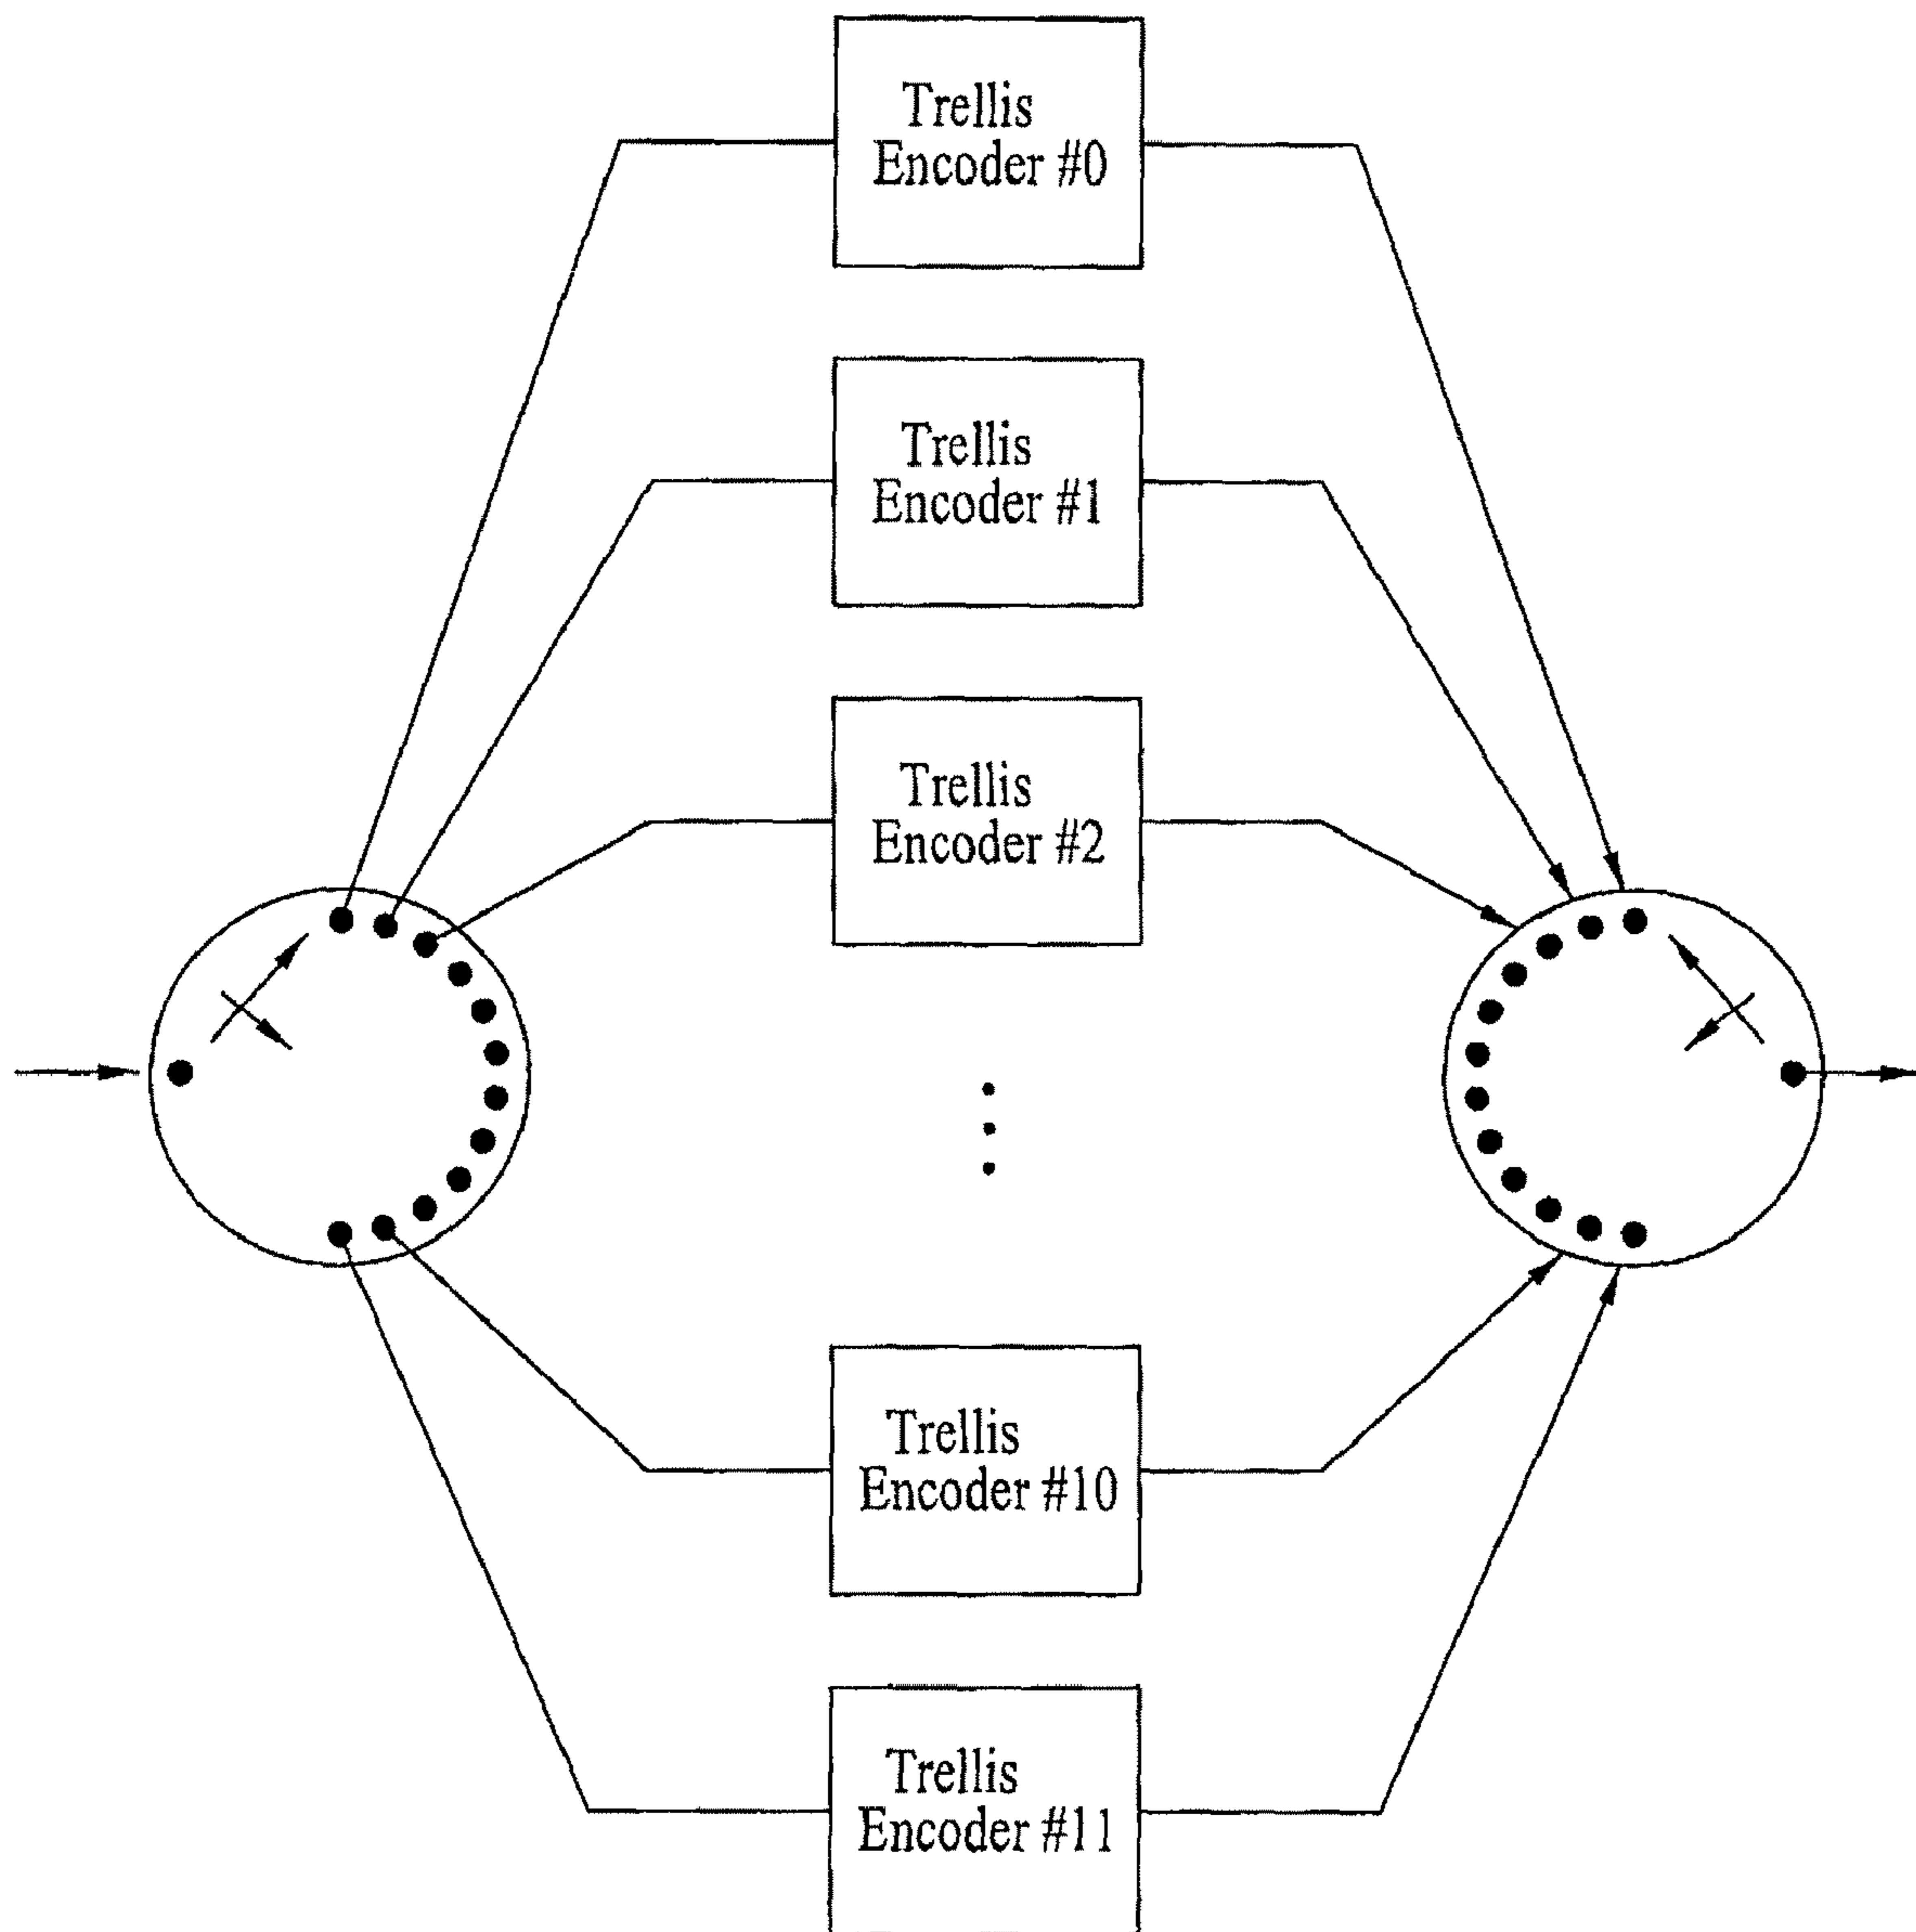 Trellis
Encoder #0
Trellis
Encoder #1
Trellis
Encoder #2
Trellis
Encoder #10
Trellis
Encoder #11